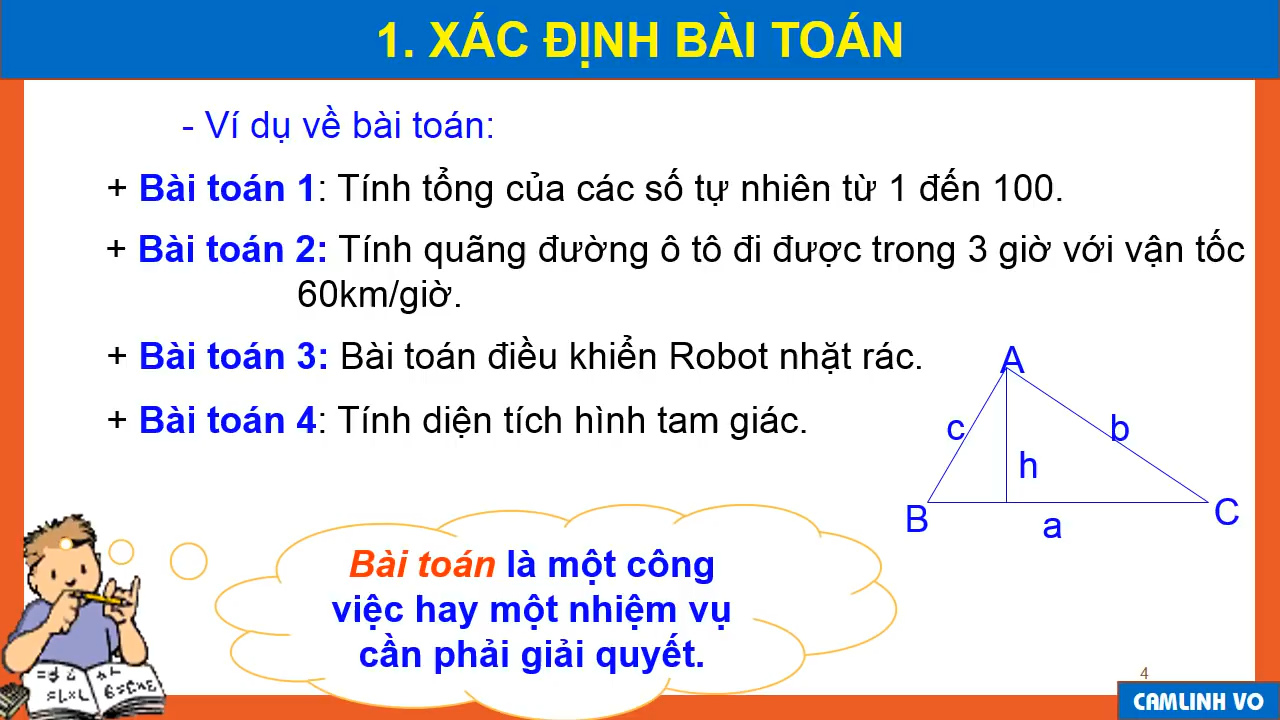 1. XÁC ĐỊNH BÀI TOÁN
- Ví dụ về bài toán:
+ Bài toán 1: Tính tổng của các số tự nhiên từ 1 đến 100.
+ Bài toán 2: Tính quãng đường ô tô đi được trong 3 giờ với vận tốc
60km/giờ.
+ Bài toán 3: Bài toán điều khiển Robot nhặt rác.
+ Bài toán 4: Tính diện tích hình tam giác.
A
c
b
h
B
a
C
Bài toán là một công
việc hay một nhiệm vụ
cần phải giải quyết.
4
CAMLINH VO